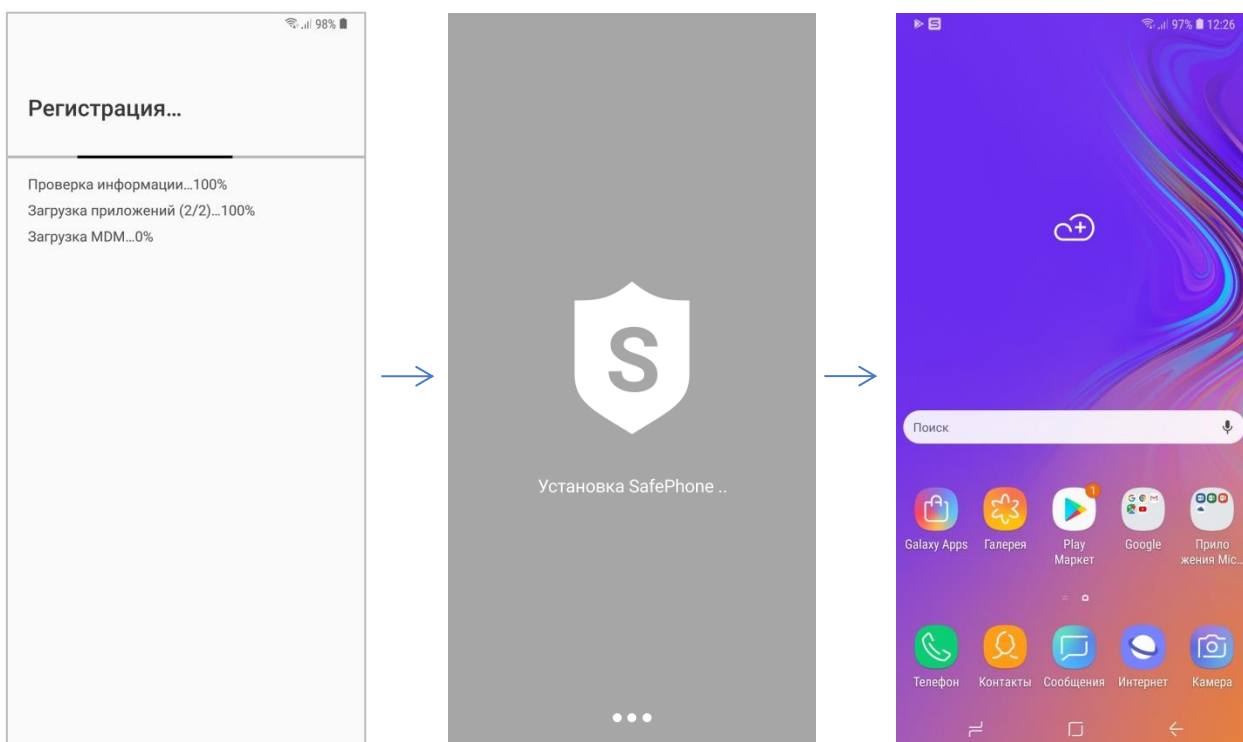 98%
Регистрация...
Проверка информации...100%
Загрузка приложений (2/2)...100%
Загрузка MDM...0%
S
Установка SafePhone ..
S
97% 12:26
Поиск
1
Galaxy Apps
Галерея
Play
Маркет
Google
Прило
жения Mic...
Телефон
Контакты
Сообщения
Интернет
Камера